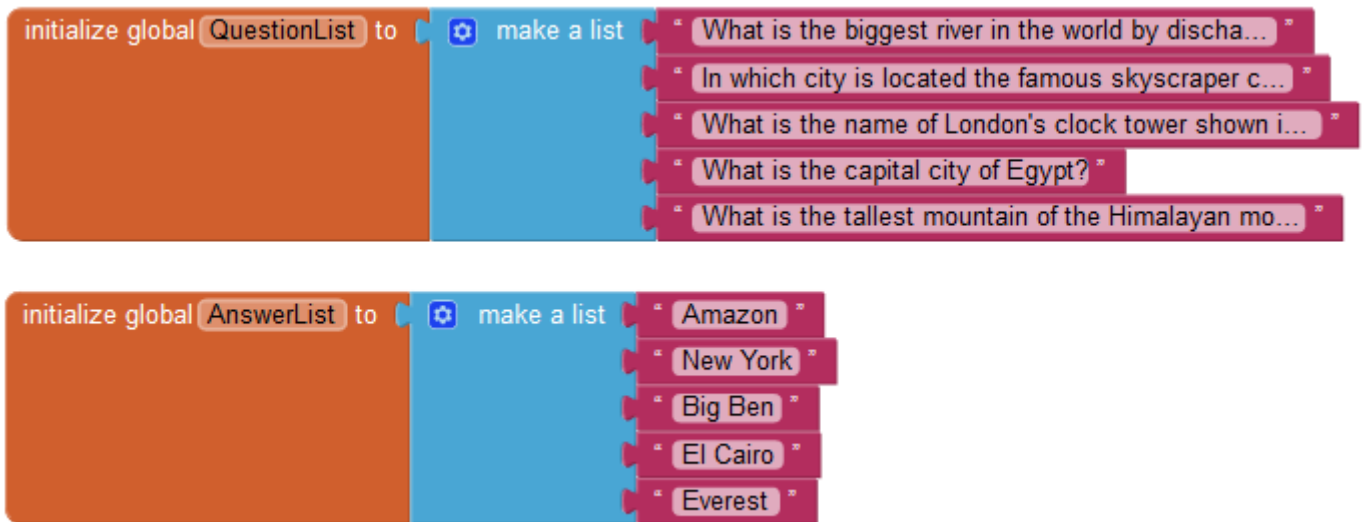 initialize global QuestionList to make a list " What is the biggest river in the world by discha... "
" In which city is located the famous skyscraper c... "
" What is the name of London's clock tower shown i... "
" What is the capital city of Egypt? "
" What is the tallest mountain of the Himalayan mo... "
initialize global AnswerList to make a list " Amazon "
" New York "
" Big Ben "
" El Cairo "
" Everest "